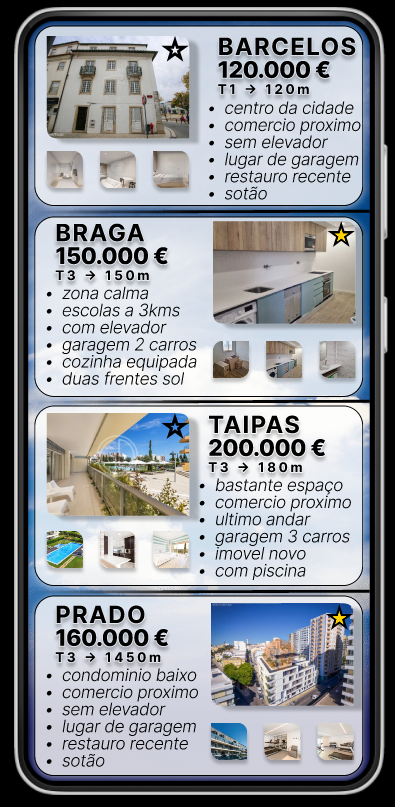 BARCELOS
120.000 €
T1 → 120m
• centro da cidade
• comercio proximo
• sem elevador
• lugar de garagem
• restauro recente
• sotão
BRAGA
150.000 €
T3 → 150m
• zona calma
• escolas a 3kms
• com elevador
• garagem 2 carros
• cozinha equipada
• duas frentes sol
TAIPAS
200.000 €
T3 → 180m
• bastante espaço
• comercio proximo
• ultimo andar
• garagem 3 carros
• imovel novo
• com piscina
PRADO
160.000 €
T3 → 1450m
• condominio baixo
• comercio proximo
• sem elevador
• lugar de garagem
• restauro recente
• sotão